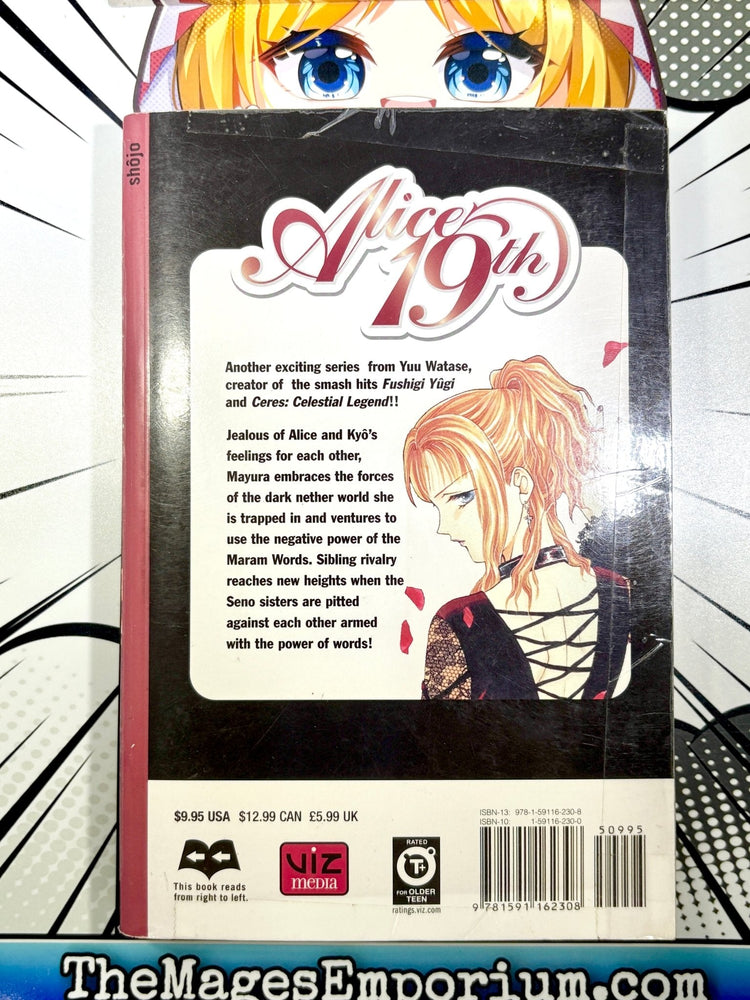 shôjo
Alice
19th
Another exciting series from Yuu Watase,
creator of the smash hits Fushigi Yûgi
and Ceres: Celestial Legend!!
Jealous of Alice and Kyô's
feelings for each other,
Mayura embraces the forces
of the dark nether world she
is trapped in and ventures to
use the negative power of the
Maram Words. Sibling rivalry
reaches new heights when the
Seno sisters are pitted
against each other armed
with the power of words!
$9.95 USA $12.99 CAN £5.99 UK
ISBN-13: 978-1-59116-230-8
ISBN-10: 1-59116-230-0
50995
9 781591 162308
This book reads
from right to left.
VIZ
MEDIA
RATED
T+
FOR OLDER
TEEN
ratings.viz.com
TheMagesEmporium.com